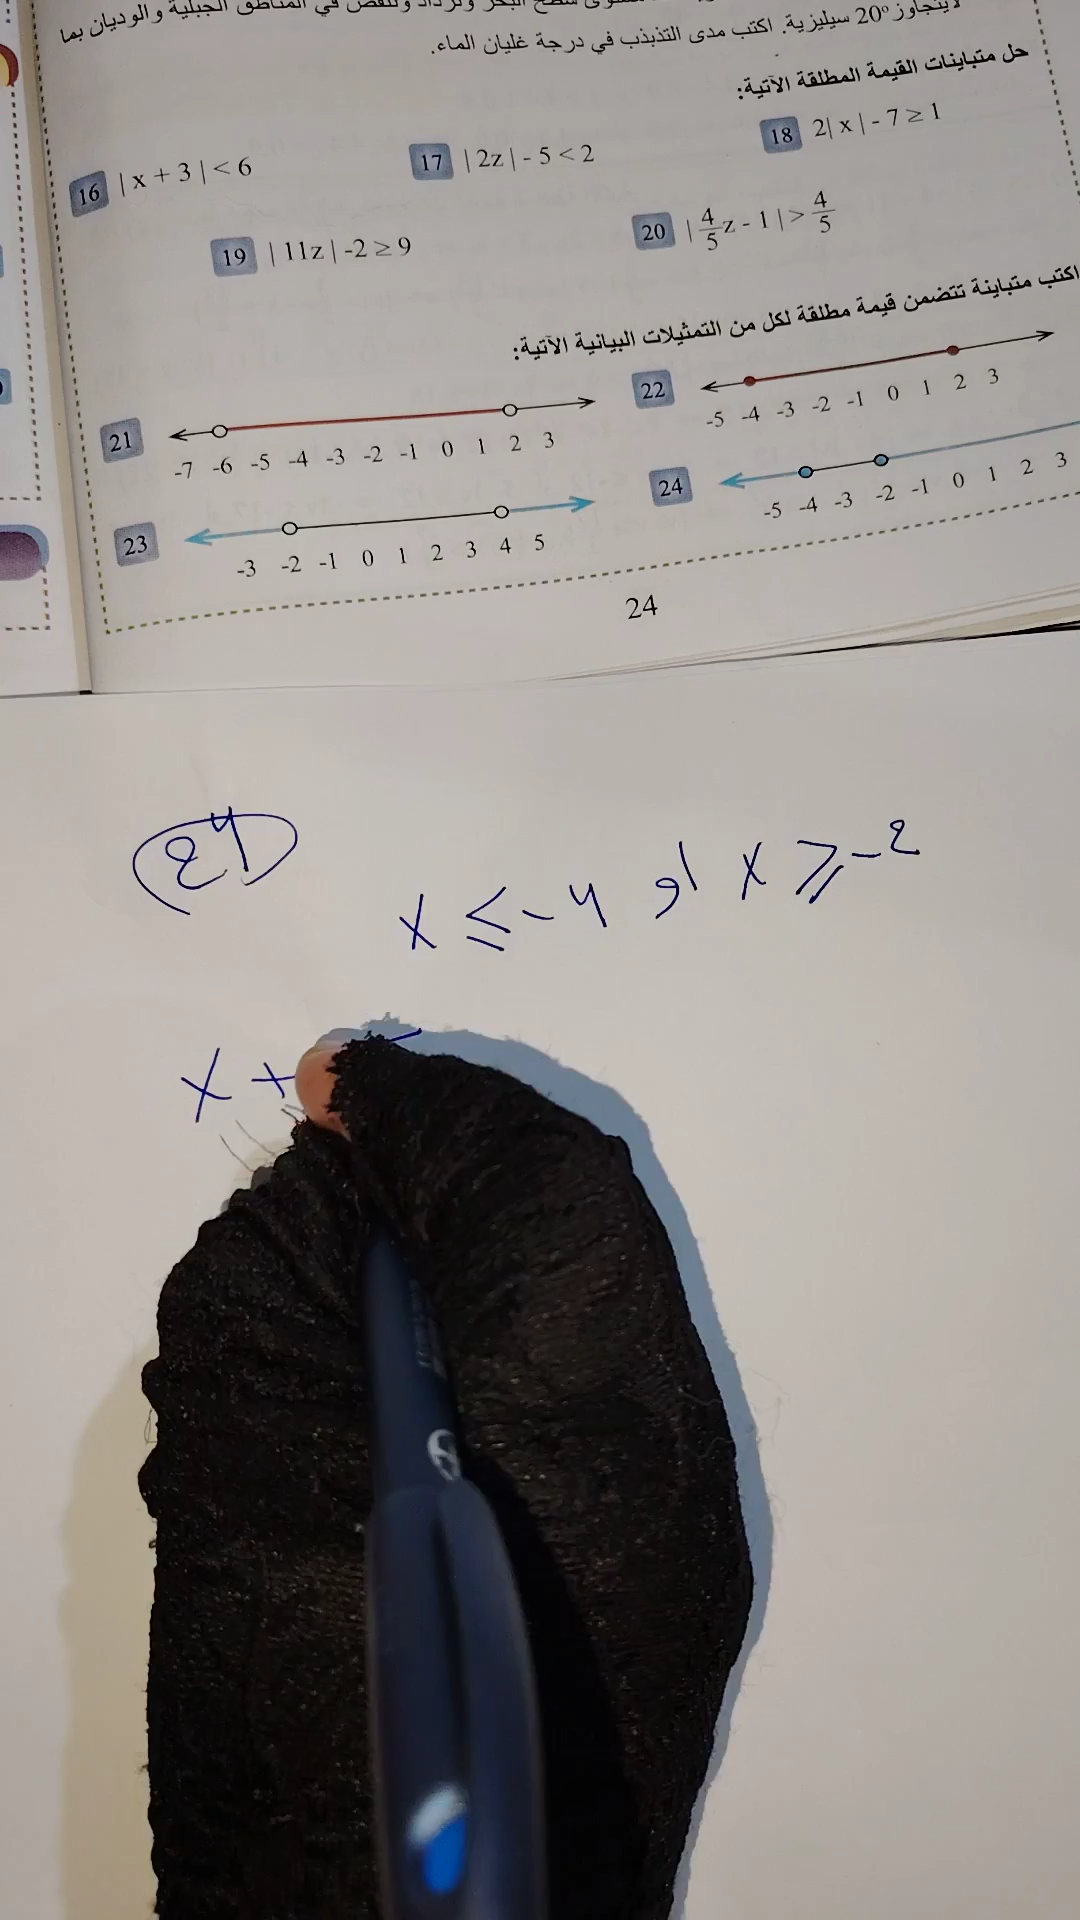 لايتجاوز 20° سيليزية. اكتب مدى التذبذب في درجة غليان الماء.
حل متباينات القيمة المطلقة الآتية:
16 | x + 3 | < 6
17 | 2z | - 5 < 2
18 2| x | - 7 ≥ 1
19 | 11z | -2 ≥ 9
20 | 4/5 z - 1 | > 4/5
اكتب متباينة تتضمن قيمة مطلقة لكل من التمثيلات البيانية الآتية:
21
-7 -6 -5 -4 -3 -2 -1 0 1 2 3
22
-5 -4 -3 -2 -1 0 1 2 3
23
-3 -2 -1 0 1 2 3 4 5
24
-5 -4 -3 -2 -1 0 1 2 3
24
24
x ≤ -4 او x ≥ -2
x +